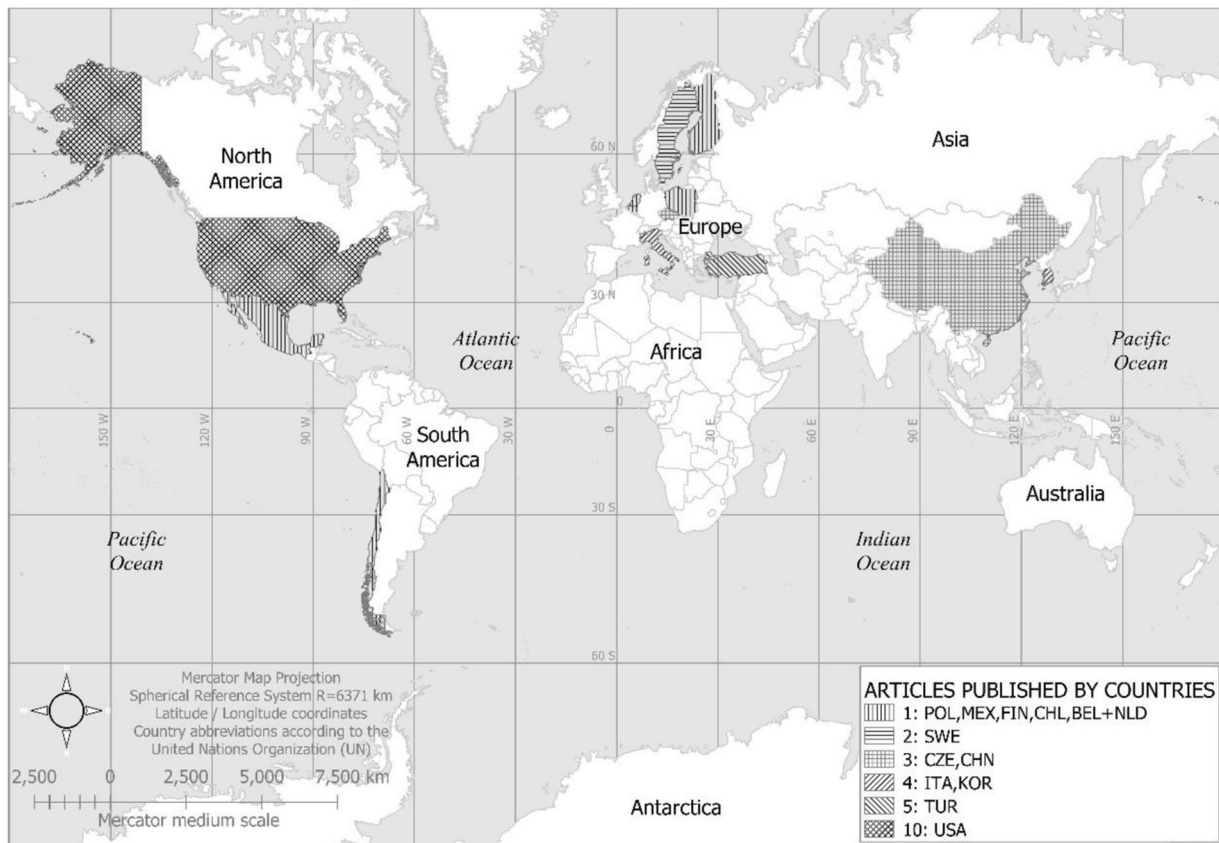 North
America
Asia
60 N
Europe
30 N
Atlantic
Ocean
Africa
Pacific
Ocean
0
150 W
120 W
90 W
60 W
30 W
0
30 E
60 E
90 E
120 E
150 E
South
America
Australia
30 S
Pacific
Ocean
Indian
Ocean
60 S
N
W
E
S
Mercator Map Projection
Spherical Reference System R=6371 km
Latitude / Longitude coordinates
Country abbreviations according to the
United Nations Organization (UN)
2,500 0 2,500 5,000 7,500 km
Mercator medium scale
Antarctica
ARTICLES PUBLISHED BY COUNTRIES
1: POL,MEX,FIN,CHL,BEL+NLD
2: SWE
3: CZE,CHN
4: ITA,KOR
5: TUR
10: USA